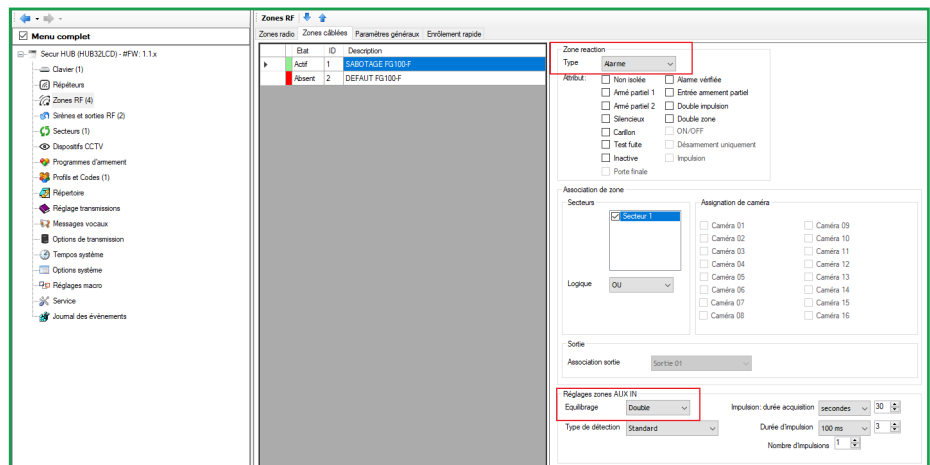 Menu complet
Secur HUB (HUB32LCD) - #FW: 1.1.x
Clavier (1)
Répéteurs
Zones RF (4)
Sirènes et sorties RF (2)
Secteurs (1)
Dispositifs CCTV
Programmes d'armement
Profils et Codes (1)
Répertoire
Réglage transmissions
Messages vocaux
Options de transmission
Tempos système
Options système
Réglages macro
Service
Journal des évènements
Zones RF
Zones radio Zones câblées Paramètres généraux Enrôlement rapide
Etat ID Description
Actif 1 SABOTAGE FG100-F
Absent 2 DEFAUT FG100-F
Zone reaction
Type Alarme
Attribut:
Non isolée Alarme vérifiée
Armé partiel 1 Entrée armement partiel
Armé partiel 2 Double impulsion
Silencieux Double zone
Carillon ON/OFF
Test fuite Désarmement uniquement
Inactive Impulsion
Porte finale
Association de zone
Secteurs
Secteur 1
Logique OU
Assignation de caméra
Caméra 01 Caméra 09
Caméra 02 Caméra 10
Caméra 03 Caméra 11
Caméra 04 Caméra 12
Caméra 05 Caméra 13
Caméra 06 Caméra 14
Caméra 07 Caméra 15
Caméra 08 Caméra 16
Sortie
Association sortie Sortie 01
Réglages zones AUX IN
Equilibrage Double Impulsion: durée acquisition secondes 30
Type de détection Standard Durée d'impulsion 100 ms 3
Nombre d'impulsions 1